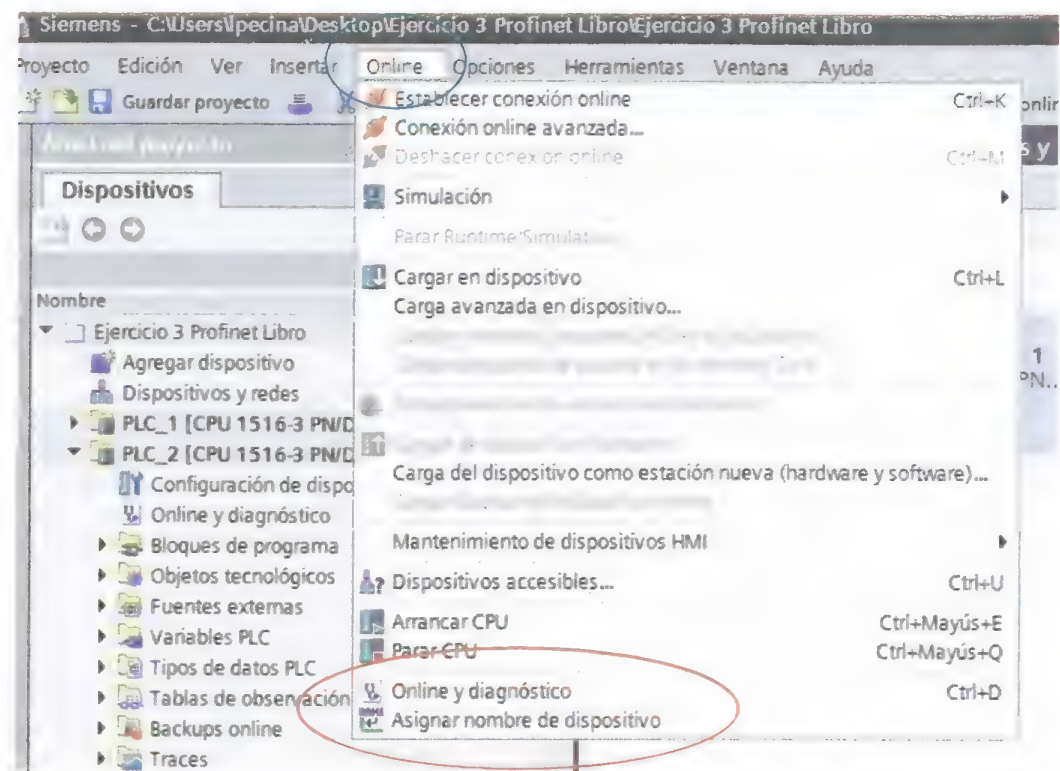 Siemens - C:\Users\lpecina\Desktop\Ejercicio 3 Profinet Libro\Ejercicio 3 Profinet Libro
Proyecto Edición Ver Insertar Online Opciones Herramientas Ventana Ayuda
Guardar proyecto
Dispositivos
Nombre
Ejercicio 3 Profinet Libro
Agregar dispositivo
Dispositivos y redes
PLC_1 [CPU 1516-3 PN/D
PLC_2 [CPU 1516-3 PN/D
Configuración de dispo
Online y diagnóstico
Bloques de programa
Objetos tecnológicos
Fuentes externas
Variables PLC
Tipos de datos PLC
Tablas de observación
Backups online
Traces
Establecer conexión online Ctrl+K
Conexión online avanzada...
Deshacer conexión online Ctrl+M
Simulación
Parar Runtime/Simulat...
Cargar en dispositivo Ctrl+L
Carga avanzada en dispositivo...
Carga del dispositivo como estación nueva (hardware y software)...
Mantenimiento de dispositivos HMI
Dispositivos accesibles... Ctrl+U
Arrancar CPU Ctrl+Mayús+E
Parar CPU Ctrl+Mayús+Q
Online y diagnóstico Ctrl+D
Asignar nombre de dispositivo
onlin
s y
1
PN..